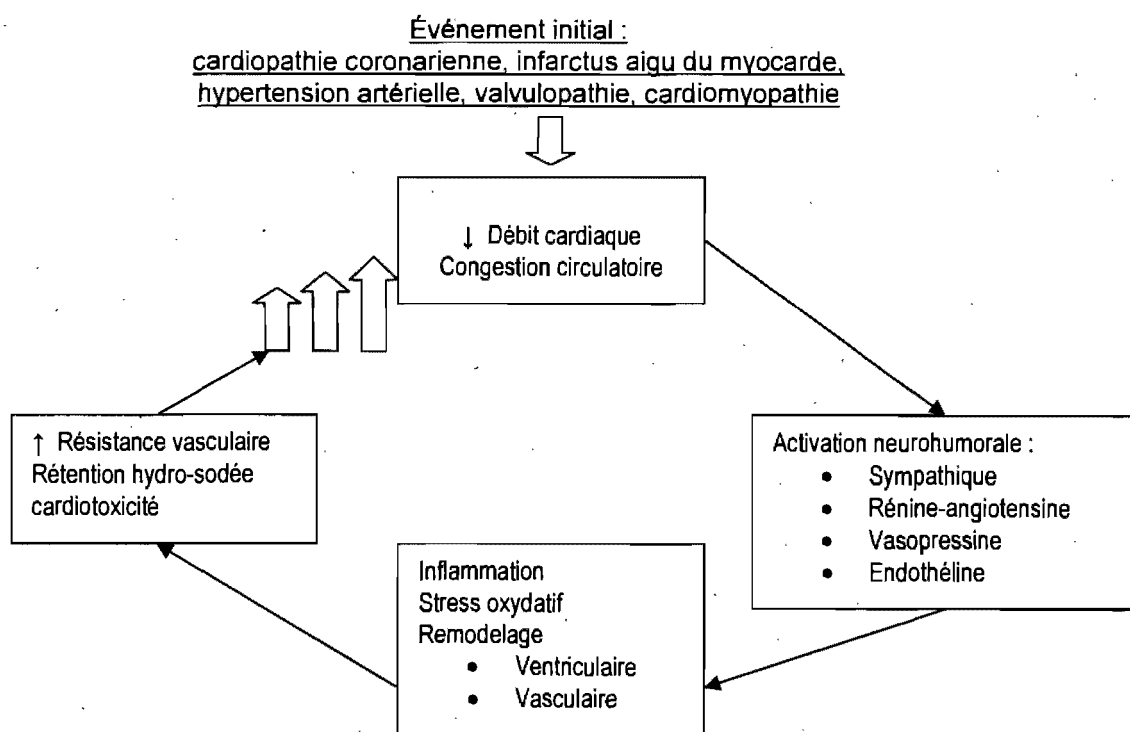 Événement initial :
cardiopathie coronarienne, infarctus aigu du myocarde,
hypertension artérielle, valvulopathie, cardiomyopathie
↓ Débit cardiaque
Congestion circulatoire
Activation neurohumorale :
• Sympathique
• Rénine-angiotensine
• Vasopressine
• Endothéline
Inflammation
Stress oxydatif
Remodelage
• Ventriculaire
• Vasculaire
↑ Résistance vasculaire
Rétention hydro-sodée
cardiotoxicité